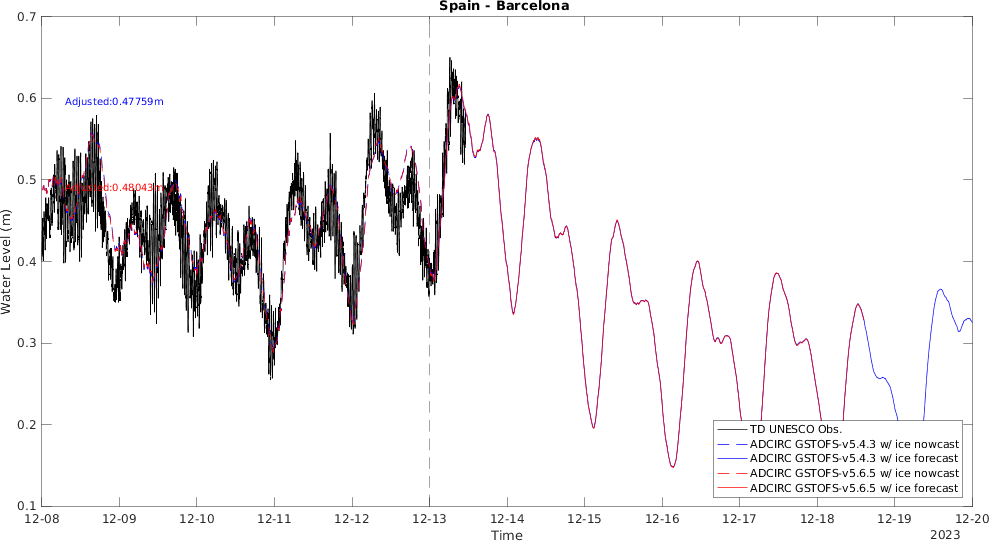 Spain - Barcelona
0.7
0.6
0.5
0.4
0.3
0.2
0.1
Water Level (m)
Adjusted:0.47759m
Adjusted:0.48043m
TD UNESCO Obs.
ADCIRC GSTOFS-v5.4.3 w/ ice nowcast
ADCIRC GSTOFS-v5.4.3 w/ ice forecast
ADCIRC GSTOFS-v5.6.5 w/ ice nowcast
ADCIRC GSTOFS-v5.6.5 w/ ice forecast
12-08 12-09 12-10 12-11 12-12 12-13 12-14 12-15 12-16 12-17 12-18 12-19 12-20
Time
2023